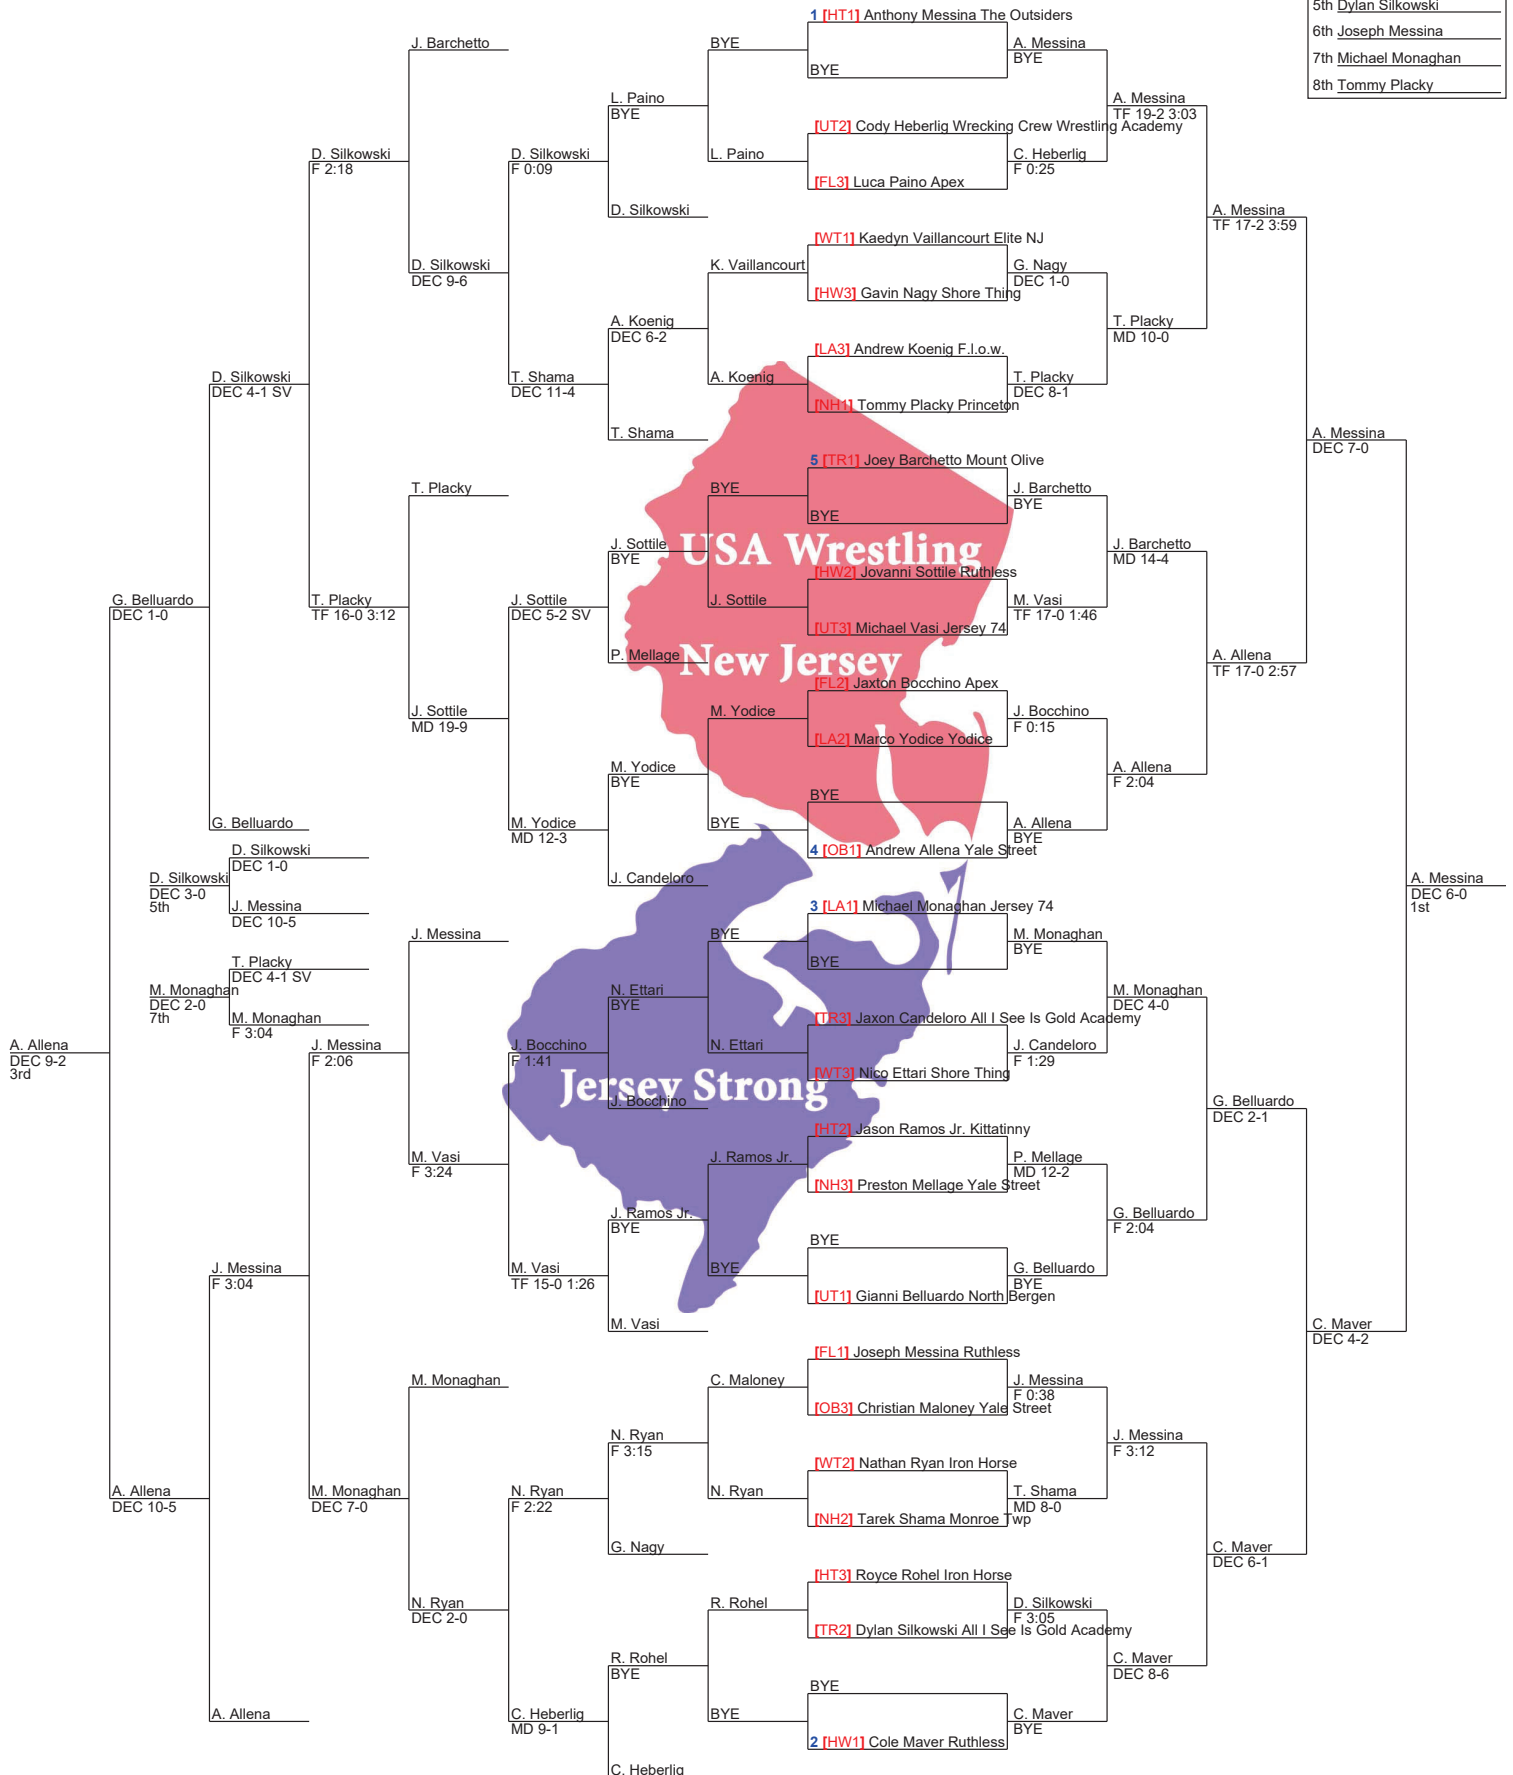 5th Dylan Silkowski
6th Joseph Messina
7th Michael Monaghan
8th Tommy Placky
1 [HT1] Anthony Messina The Outsiders
BYE
[UT2] Cody Heberlig Wrecking Crew Wrestling Academy
[FL3] Luca Paino Apex
[WT1] Kaedyn Vaillancourt Elite NJ
[HW3] Gavin Nagy Shore Thing
[LA3] Andrew Koenig F.l.o.w.
[NH1] Tommy Placky Princeton
5 [TR1] Joey Barchetto Mount Olive
BYE
[HW2] Jovanni Sottile Ruthless
[UT3] Michael Vasi Jersey 74
[FL2] Jaxton Bocchino Apex
[LA2] Marco Yodice Yodice
BYE
4 [OB1] Andrew Allena Yale Street
3 [LA1] Michael Monaghan Jersey 74
BYE
[TR3] Jaxon Candeloro All I See Is Gold Academy
[WT3] Nico Ettari Shore Thing
[HT2] Jason Ramos Jr. Kittatinny
[NH3] Preston Mellage Yale Street
BYE
[UT1] Gianni Belluardo North Bergen
[FL1] Joseph Messina Ruthless
[OB3] Christian Maloney Yale Street
[WT2] Nathan Ryan Iron Horse
[NH2] Tarek Shama Monroe Twp
[HT3] Royce Rohel Iron Horse
[TR2] Dylan Silkowski All I See Is Gold Academy
BYE
2 [HW1] Cole Maver Ruthless
A. Messina
BYE
C. Heberlig
F 0:25
G. Nagy
DEC 1-0
T. Placky
DEC 8-1
J. Barchetto
BYE
M. Vasi
TF 17-0 1:46
J. Bocchino
F 0:15
A. Allena
BYE
M. Monaghan
BYE
J. Candeloro
F 1:29
P. Mellage
MD 12-2
G. Belluardo
BYE
J. Messina
F 0:38
T. Shama
MD 8-0
D. Silkowski
F 3:05
C. Maver
BYE
A. Messina
TF 19-2 3:03
T. Placky
MD 10-0
J. Barchetto
MD 14-4
A. Allena
F 2:04
M. Monaghan
DEC 4-0
G. Belluardo
F 2:04
J. Messina
F 3:12
C. Maver
DEC 8-6
A. Messina
TF 17-2 3:59
A. Allena
TF 17-0 2:57
G. Belluardo
DEC 2-1
C. Maver
DEC 6-1
A. Messina
DEC 7-0
C. Maver
DEC 4-2
A. Messina
DEC 6-0
1st
BYE
L. Paino
K. Vaillancourt
A. Koenig
BYE
J. Sottile
M. Yodice
BYE
BYE
N. Ettari
J. Ramos Jr.
BYE
C. Maloney
N. Ryan
R. Rohel
BYE
L. Paino
BYE
D. Silkowski
A. Koenig
DEC 6-2
T. Shama
J. Sottile
BYE
P. Mellage
M. Yodice
BYE
J. Candeloro
N. Ettari
BYE
J. Bocchino
J. Ramos Jr.
BYE
M. Vasi
N. Ryan
F 3:15
G. Nagy
R. Rohel
BYE
C. Heberlig
D. Silkowski
F 0:09
T. Shama
DEC 11-4
J. Sottile
DEC 5-2 SV
M. Yodice
MD 12-3
J. Bocchino
F 1:41
M. Vasi
TF 15-0 1:26
N. Ryan
F 2:22
C. Heberlig
MD 9-1
J. Barchetto
D. Silkowski
DEC 9-6
T. Placky
J. Sottile
MD 19-9
J. Messina
M. Vasi
F 3:24
M. Monaghan
N. Ryan
DEC 2-0
D. Silkowski
F 2:18
T. Placky
TF 16-0 3:12
J. Messina
F 2:06
M. Monaghan
DEC 7-0
D. Silkowski
DEC 4-1 SV
G. Belluardo
J. Messina
F 3:04
A. Allena
G. Belluardo
DEC 1-0
A. Allena
DEC 10-5
A. Allena
DEC 9-2
3rd
D. Silkowski
DEC 1-0
J. Messina
DEC 10-5
D. Silkowski
DEC 3-0
5th
T. Placky
DEC 4-1 SV
M. Monaghan
F 3:04
M. Monaghan
DEC 2-0
7th
USA Wrestling
New Jersey
Jersey Strong